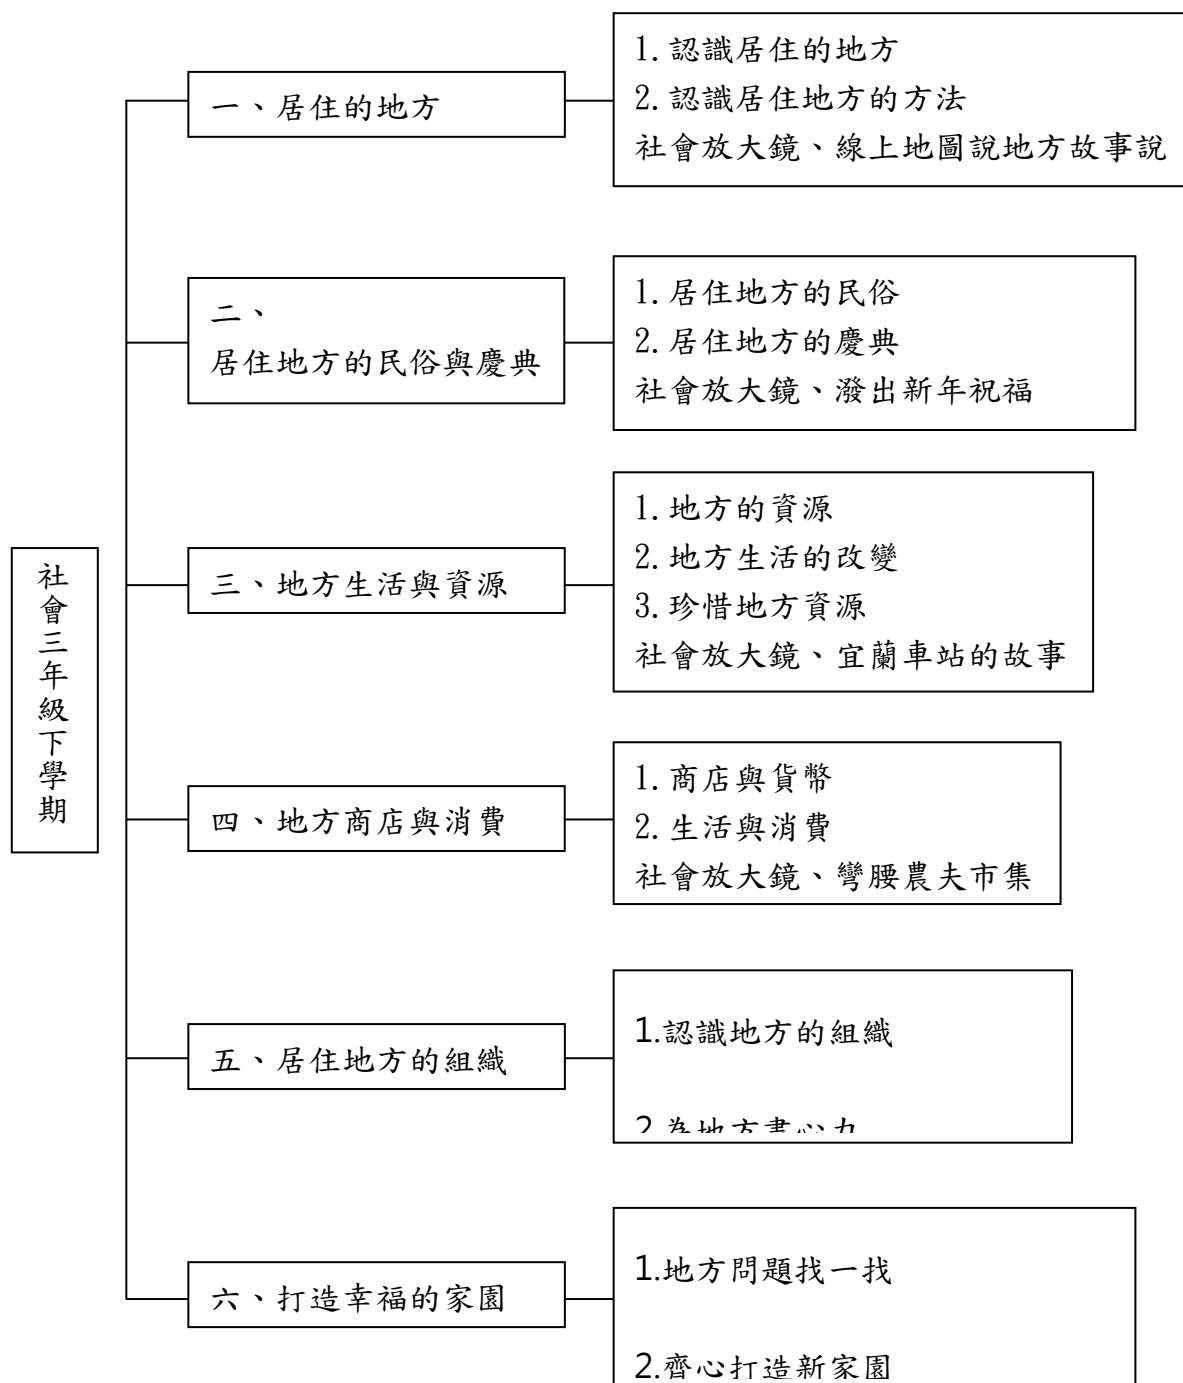 社會三年級下學期
一、居住的地方
1.認識居住的地方
2.認識居住地方的方法
社會放大鏡、線上地圖說地方故事說
二、
居住地方的民俗與慶典
1.居住地方的民俗
2.居住地方的慶典
社會放大鏡、潑出新年祝福
三、地方生活與資源
1.地方的資源
2.地方生活的改變
3.珍惜地方資源
社會放大鏡、宜蘭車站的故事
四、地方商店與消費
1.商店與貨幣
2.生活與消費
社會放大鏡、彎腰農夫市集
五、居住地方的組織
1.認識地方的組織
2.為地方盡心力
六、打造幸福的家園
1.地方問題找一找
2.齊心打造新家園